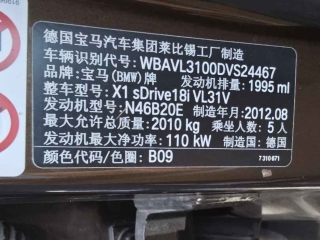 德国宝马汽车集团莱比锡工厂制造
车辆识别代号: WBAVL3100DVS24467
品牌: 宝马(BMW)牌 发动机排量: 1995 ml
整车型号: X1 sDrive18i VL31V
发动机型号: N46B20E 制造年月: 2012.08
最大允许总质量: 2010 kg 乘坐人数: 5 人
发动机最大净功率: 110 kW 制造国: 德国
颜色代码/色圈: B09
7 310 671